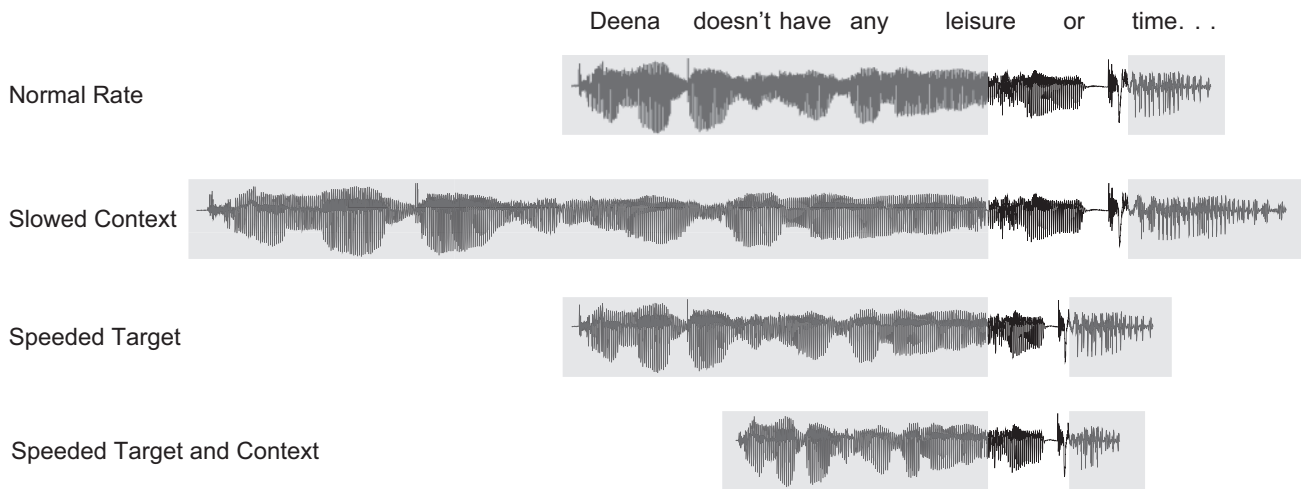 Deena doesn't have any leisure or time. . .
Normal Rate
Slowed Context
Speeded Target
Speeded Target and Context